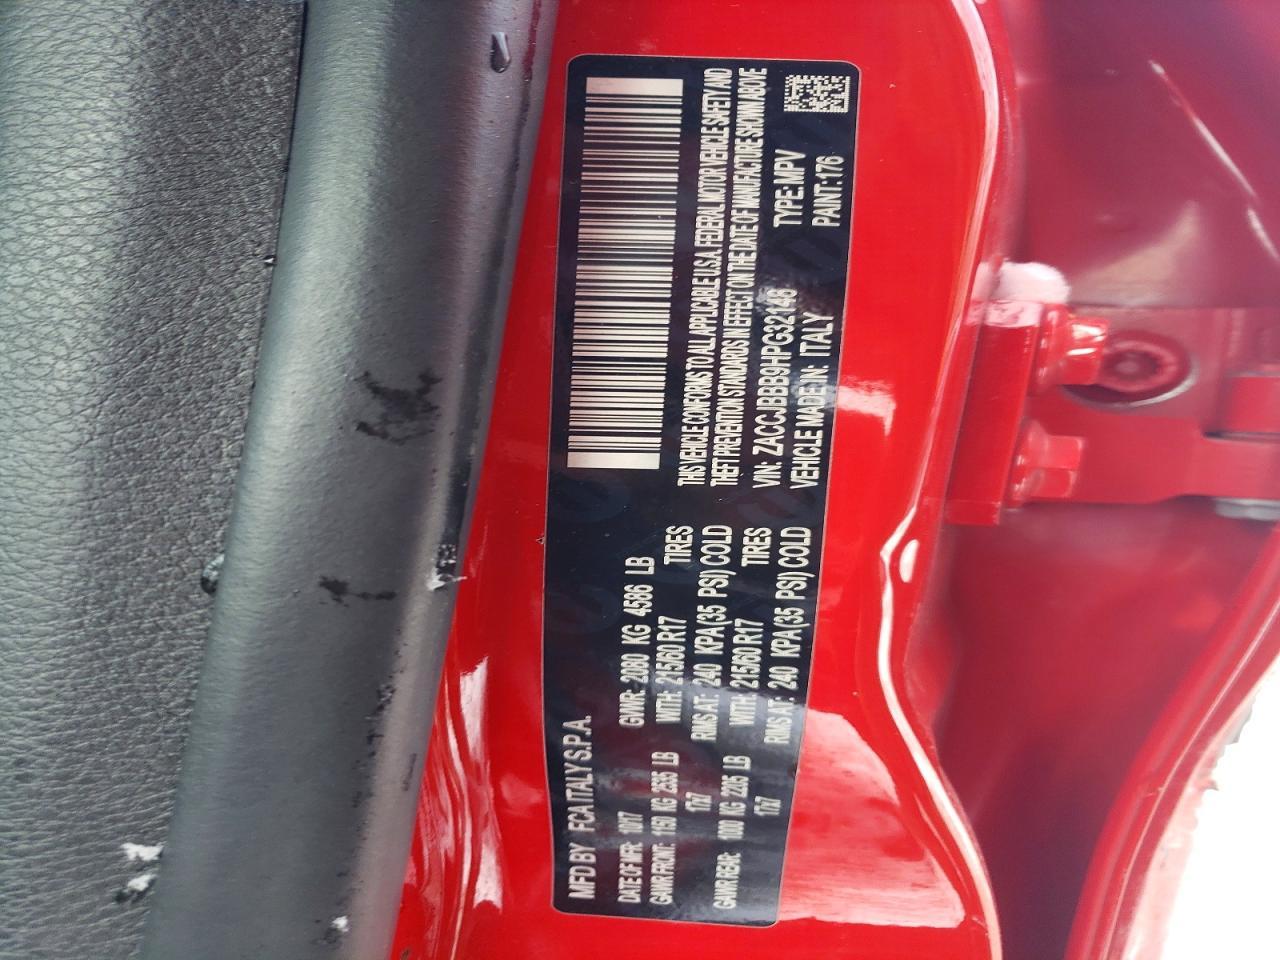 MFD BY FCA ITALY S.P.A.
DATE OF MFR: 10/17
GVWR: 2080 KG 4586 LB
GAWR FRONT: 1150 KG 2535 LB
WITH: 215/60 R17 TIRES
17x7
RIMS AT: 240 KPA (35 PSI) COLD
GAWR REAR: 1000 KG 2205 LB
WITH: 215/60 R17 TIRES
17x7
RIMS AT: 240 KPA (35 PSI) COLD
THIS VEHICLE CONFORMS TO ALL APPLICABLE U.S.A. FEDERAL MOTOR VEHICLE SAFETY AND
THEFT PREVENTION STANDARDS IN EFFECT ON THE DATE OF MANUFACTURE SHOWN ABOVE
VIN: ZACCJBBB9HPG32148
TYPE: MPV
VEHICLE MADE IN: ITALY
PAINT: 176